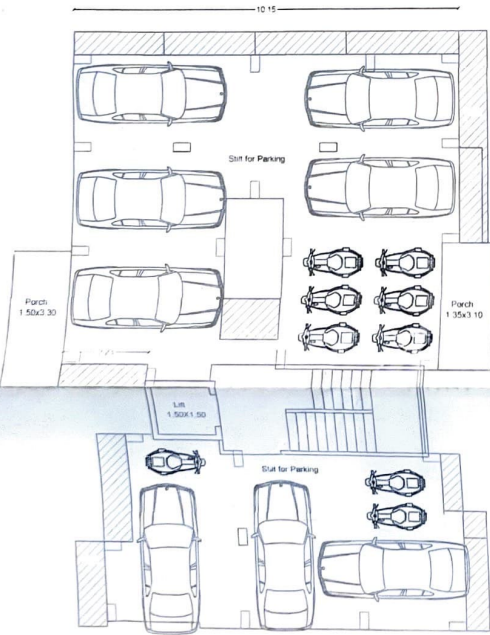 10.15
Stilt for Parking
Porch
1.50x3.30
Porch
1.35x3.10
Lift
1.50X1.50
Stilt for Parking